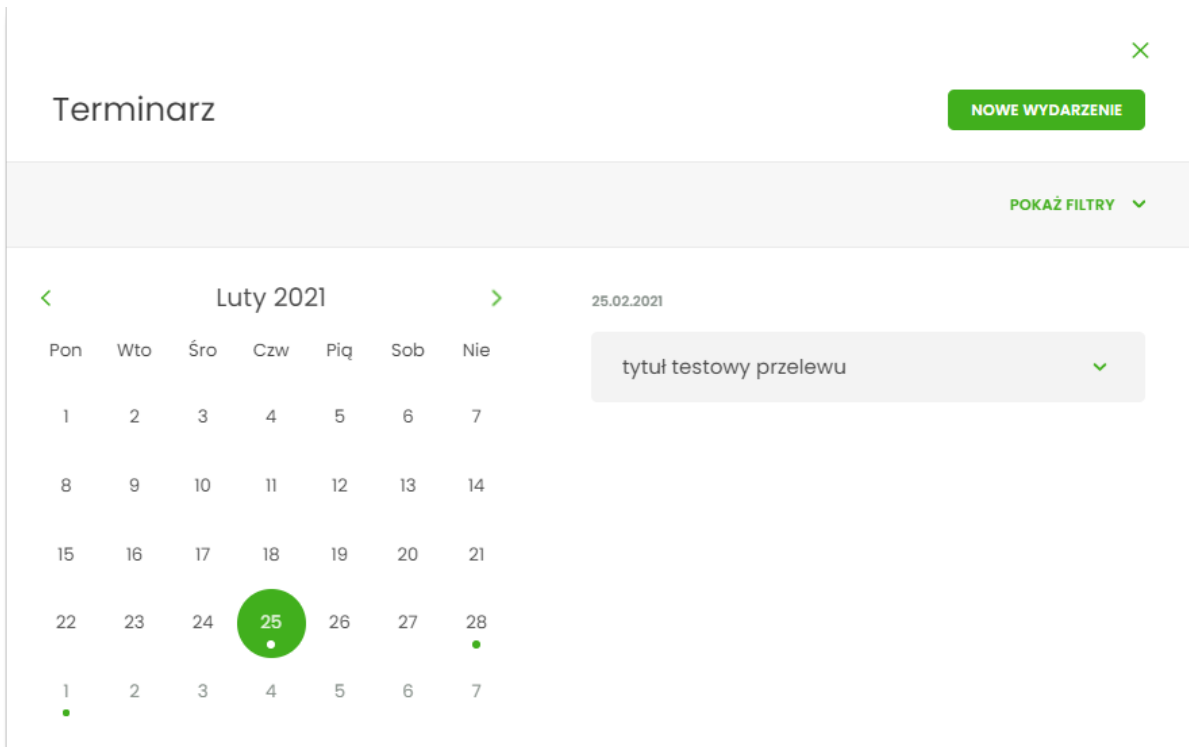 Terminarz
NOWE WYDARZENIE
POKAŻ FILTRY
Luty 2021
Pon Wto Śro Czw Pią Sob Nie
1 2 3 4 5 6 7
8 9 10 11 12 13 14
15 16 17 18 19 20 21
22 23 24 25 26 27 28
1 2 3 4 5 6 7
25.02.2021
tytuł testowy przelewu